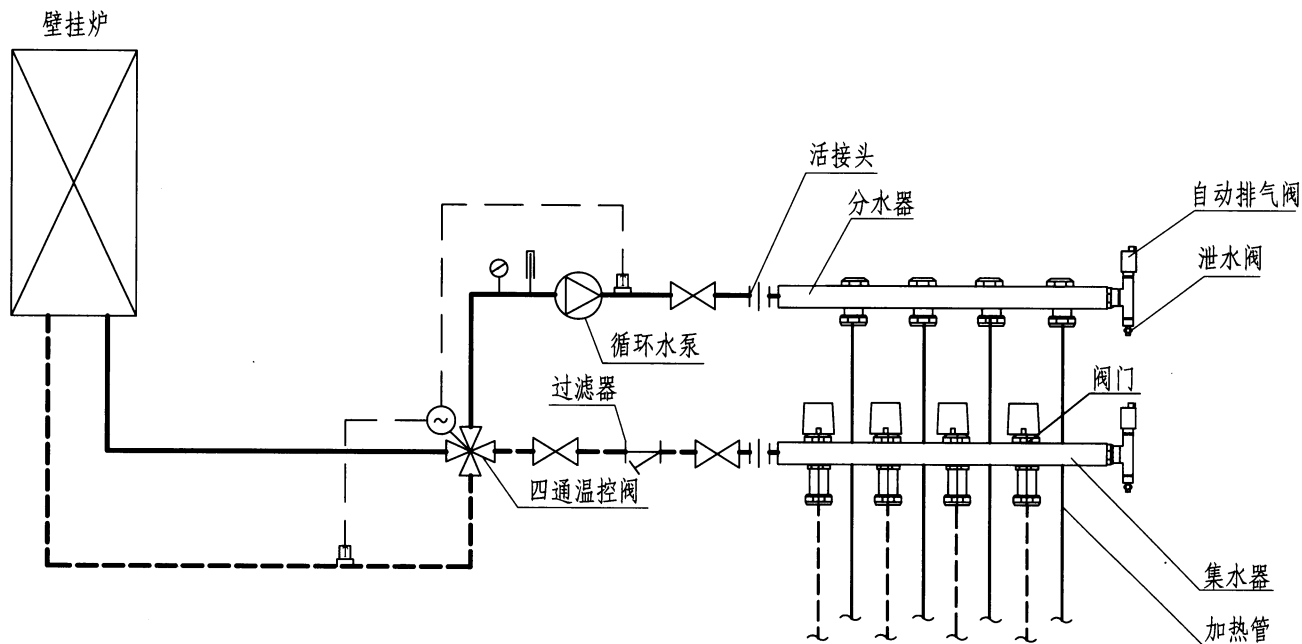 壁挂炉
活接头
分水器
自动排气阀
泄水阀
循环水泵
过滤器
阀门
四通温控阀
集水器
加热管